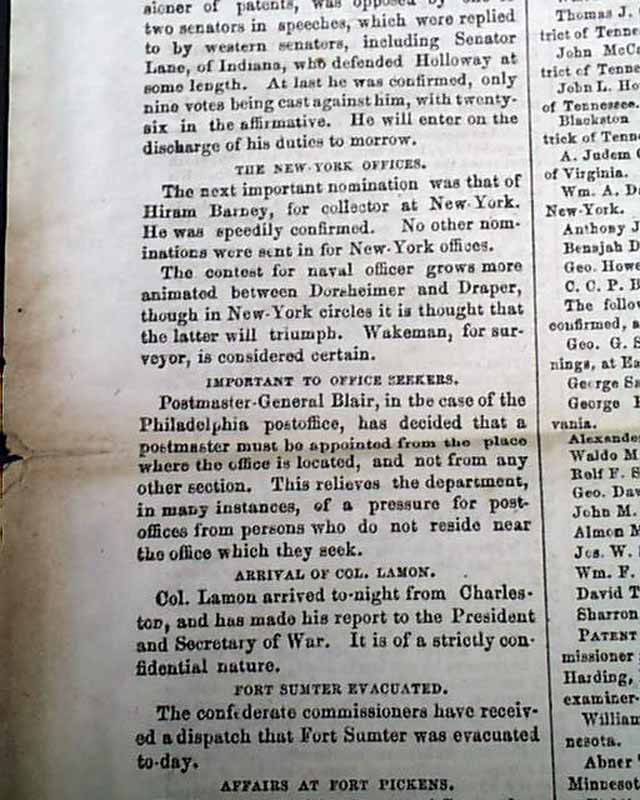 sioner of patents, was opposed by
two senators in speeches, which were replied
to by western senators, including Senator
Lane, of Indiana, who defended Holloway at
some length. At last he was confirmed, only
nine votes being cast against him, with twenty-
six in the affirmative. He will enter on the
discharge of his duties to morrow.
THE NEW-YORK OFFICES.
The next important nomination was that of
Hiram Barney, for collector at New-York.
He was speedily confirmed. No other nom-
inations were sent in for New-York offices.
The contest for naval officer grows more
animated between Dorsheimer and Draper,
though in New-York circles it is thought that
the latter will triumph. Wakeman, for sur-
veyor, is considered certain.
IMPORTANT TO OFFICE SEEKERS.
Postmaster-General Blair, in the case of the
Philadelphia postoffice, has decided that a
postmaster must be appointed from the place
where the office is located, and not from any
other section. This relieves the department,
in many instances, of a pressure for post-
offices from persons who do not reside near
the office which they seek.
ARRIVAL OF COL. LAMON.
Col. Lamon arrived to-night from Charles-
ton, and has made his report to the President
and Secretary of War. It is of a strictly con-
fidential nature.
FORT SUMTER EVACUATED.
The confederate commissioners have receiv-
ed a dispatch that Fort Sumter was evacuated
to-day.
AFFAIRS AT FORT PICKENS.
Thomas J.
trict of Tenne
John McC
trict of Tenne
John L. Ho
of Tennessee.
Blackston
trick of Tenn
A. Judem
of Virginia.
Wm. A. D
New-York.
Anthony J
Benajah D
Geo. Howe
C. C. P. B
The follow
confirmed, a
Geo. G. S
nings, at Ea
George Sa
George
vania.
Alexande
Waldo M
Rolf F. S
Geo. Da
John M.
Almon M
Jos. W.
Wm. F.
David T
Sharron
PATENT
missioner
Harding,
examiner-
William
nesota.
Abner
Minnesot